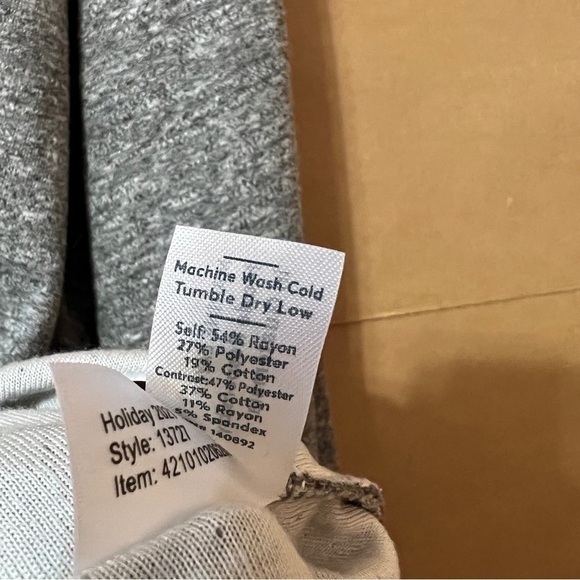 Machine Wash Cold
Tumble Dry Low
Self: 54% Rayon
27% Polyester
19% Cotton
Contrast:47% Polyester
37% Cotton
11% Rayon
5% Spandex
140892
Holiday
Style: 13727
Item: